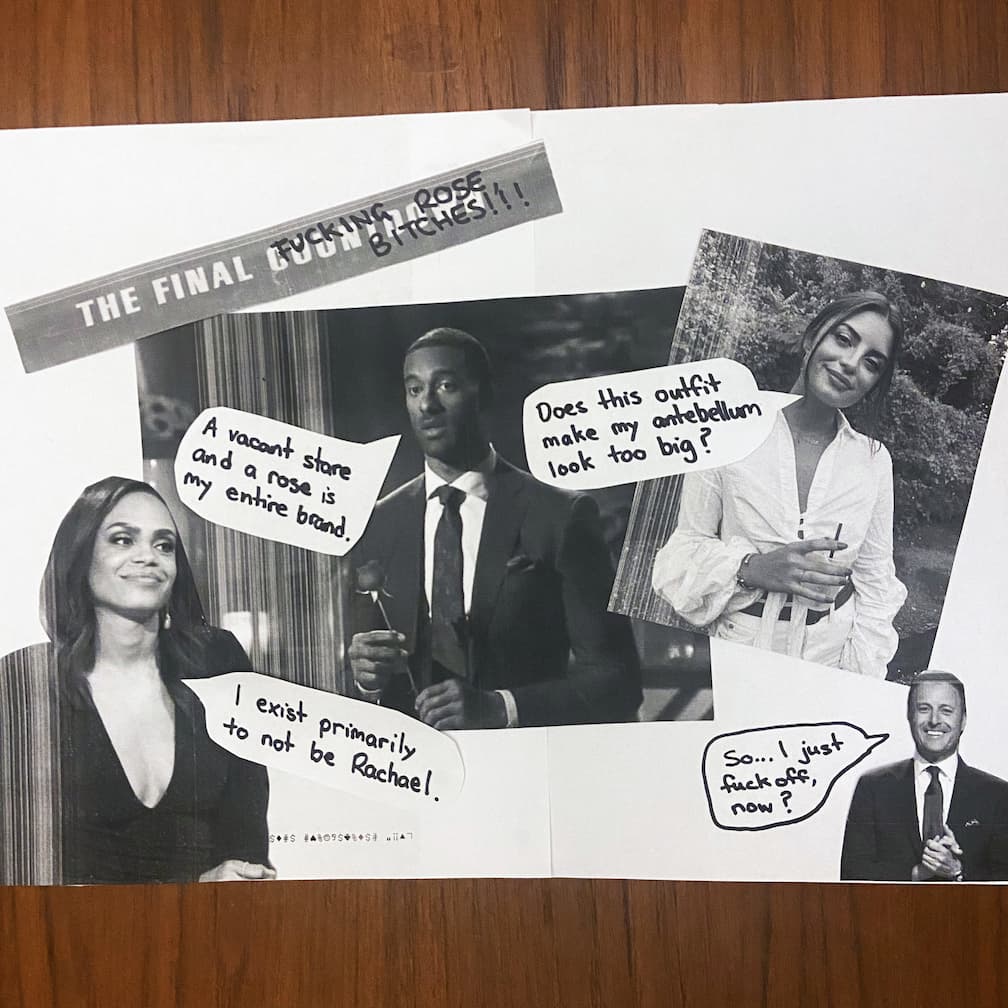 THE FINAL
FUCKING ROSE
BITCHES!!!
A vacant stare
and a rose is
my entire brand.
Does this outfit
make my antebellum
look too big?
I exist primarily
to not be Rachael.
So... I just
fuck off,
now?